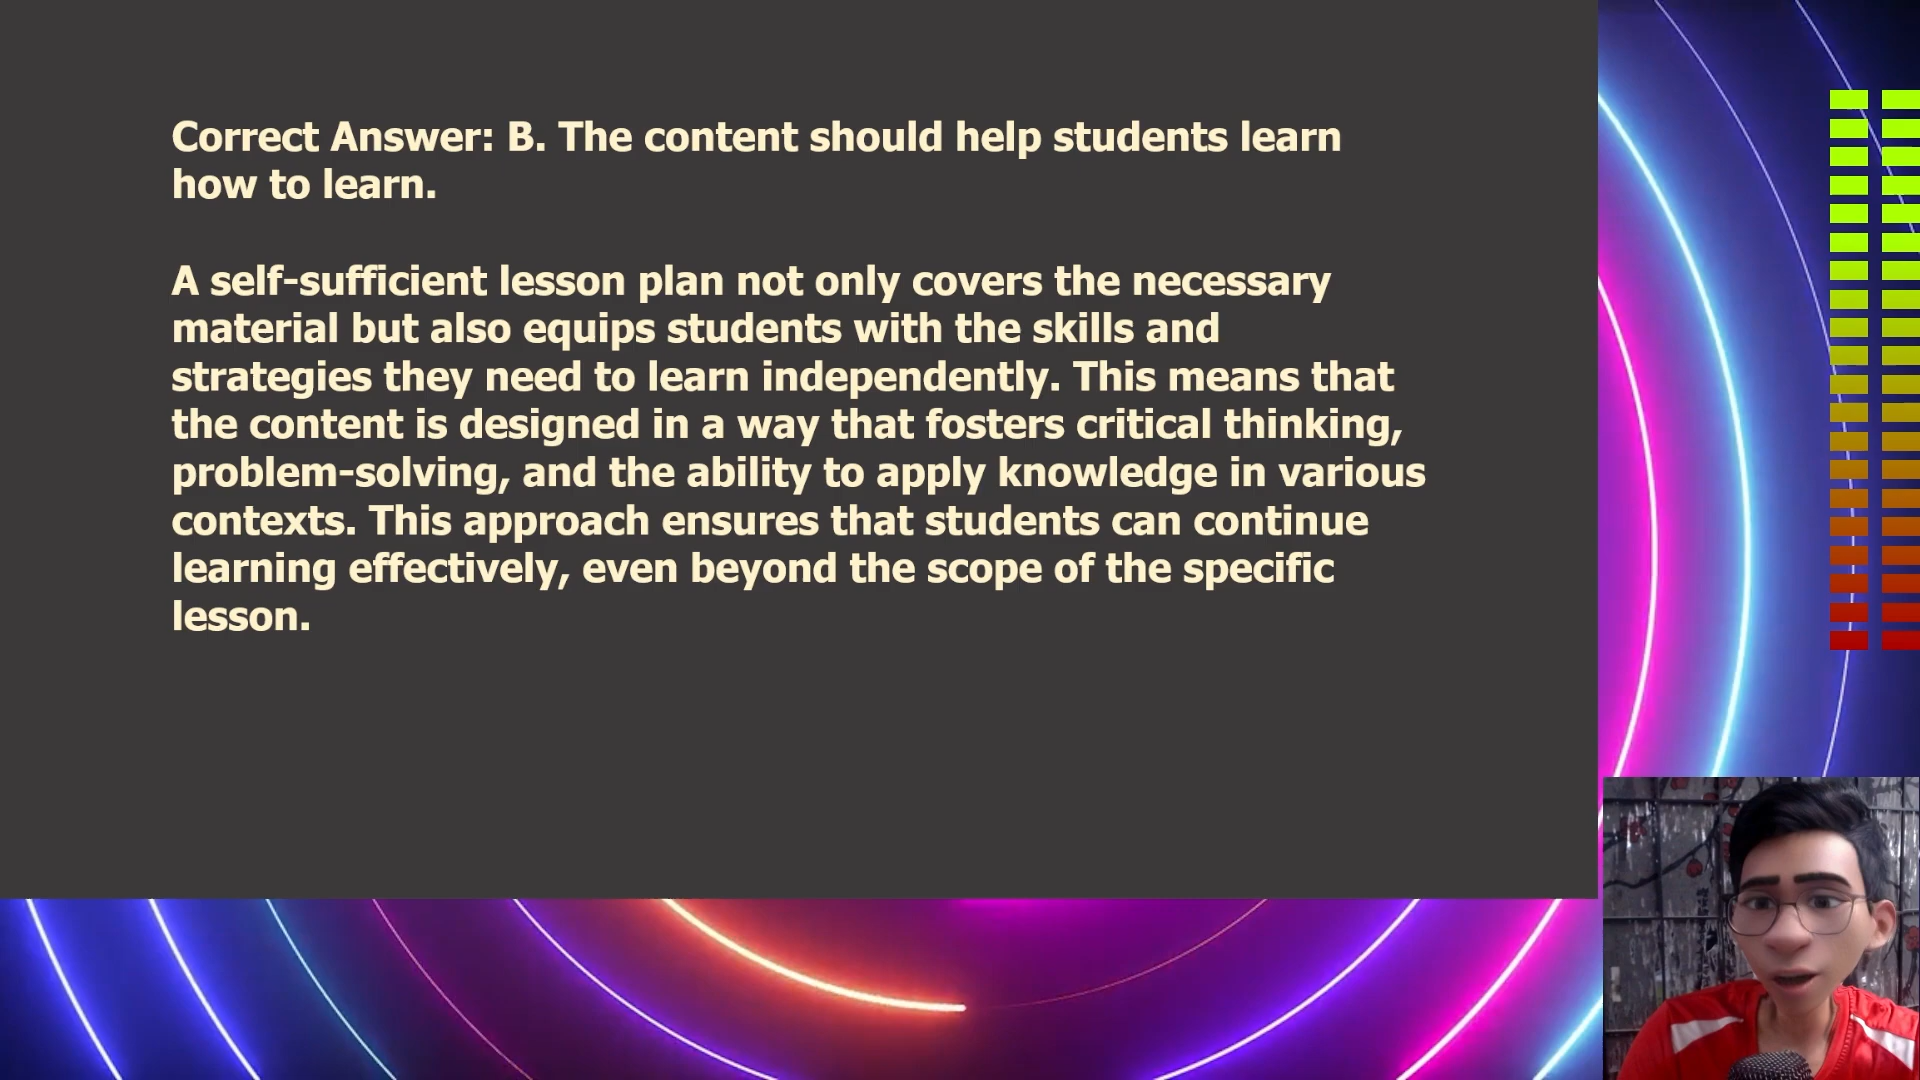 Correct Answer: B. The content should help students learn
how to learn.
A self-sufficient lesson plan not only covers the necessary
material but also equips students with the skills and
strategies they need to learn independently. This means that
the content is designed in a way that fosters critical thinking,
problem-solving, and the ability to apply knowledge in various
contexts. This approach ensures that students can continue
learning effectively, even beyond the scope of the specific
lesson.